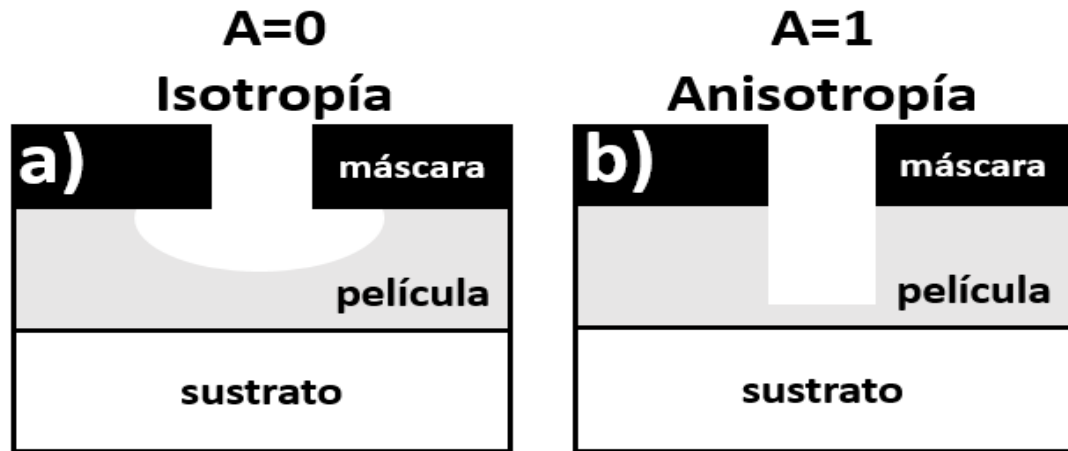 A=0
Isotropía
a)
máscara
película
sustrato
A=1
Anisotropía
b)
máscara
película
sustrato